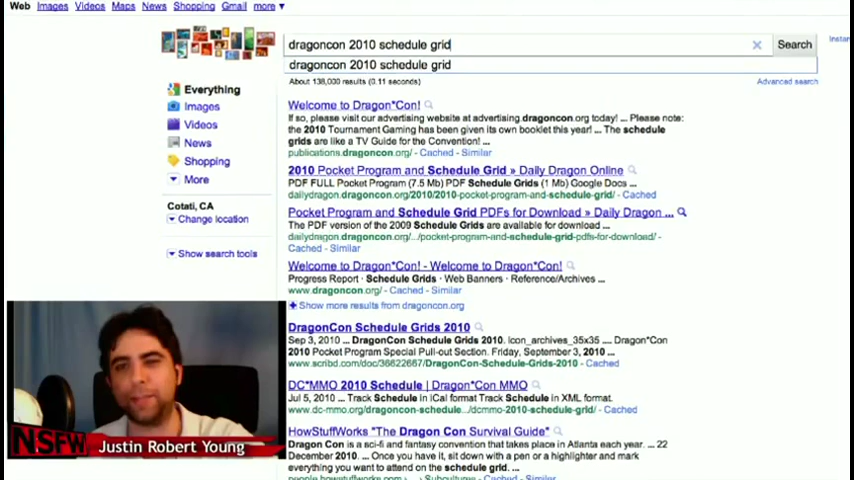 Web Images Videos Maps News Shopping Gmail more ▼
dragoncon 2010 schedule grid
Search
dragoncon 2010 schedule grid
About 138,000 results (0.11 seconds)
Advanced search
Everything
Images
Videos
News
Shopping
More
Cotati, CA
Change location
Show search tools
Welcome to Dragon*Con!
If so, please visit our advertising website at advertising.dragoncon.org today! ... Please note:
the 2010 Tournament Gaming has been given its own booklet this year! ... The schedule
grids are like a TV Guide for the Convention! ...
publications.dragoncon.org/ - Cached - Similar
2010 Pocket Program and Schedule Grid » Daily Dragon Online
PDF FULL Pocket Program (7.5 Mb) PDF Schedule Grids (1 Mb) Google Docs ...
dailydragon.dragoncon.org/2010/2010-pocket-program-and-schedule-grid/ - Cached
Pocket Program and Schedule Grid PDFs for Download » Daily Dragon ...
The PDF version of the 2009 Schedule Grids are available for download ...
dailydragon.dragoncon.org/.../pocket-program-and-schedule-grid-pdfs-for-download/ -
Cached - Similar
Welcome to Dragon*Con! - Welcome to Dragon*Con!
Progress Report · Schedule Grids · Web Banners · Reference/Archives ...
www.dragoncon.org/ - Cached - Similar
Show more results from dragoncon.org
DragonCon Schedule Grids 2010
Sep 3, 2010 ... DragonCon Schedule Grids 2010. Icon_archives_35x35 .... Dragon*Con
2010 Pocket Program Special Pull-out Section. Friday, September 3, 2010 ...
www.scribd.com/doc/36622667/DragonCon-Schedule-Grids-2010 - Cached
DC*MMO 2010 Schedule | Dragon*Con MMO
Jul 5, 2010 ... Track Schedule in iCal format Track Schedule in XML format.
www.dc-mmo.org/dragoncon-schedule.../dcmmo-2010-schedule-grid/ - Cached
HowStuffWorks "The Dragon Con Survival Guide"
Dragon Con is a sci-fi and fantasy convention that takes place in Atlanta each year. ... 22
December 2010. ... Once you have it, sit down with a pen or a highlighter and mark
everything you want to attend on the schedule grid. ...
people.howstuffworks.com › ... › Subcultures - Cached - Similar
NSFW
Justin Robert Young